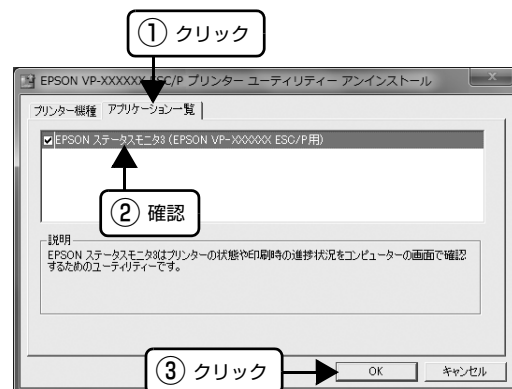 ① クリック
EPSON VP-XXXXXX ESC/P プリンター ユーティリティー アンインストール
プリンター機種 アプリケーション一覧
EPSON ステータスモニタ3 (EPSON VP-XXXXXX ESC/P用)
② 確認
説明
EPSON ステータスモニタ3はプリンターの状態や印刷時の進捗状況をコンピューターの画面で確認
するためのユーティリティーです。
③ クリック
OK キャンセル